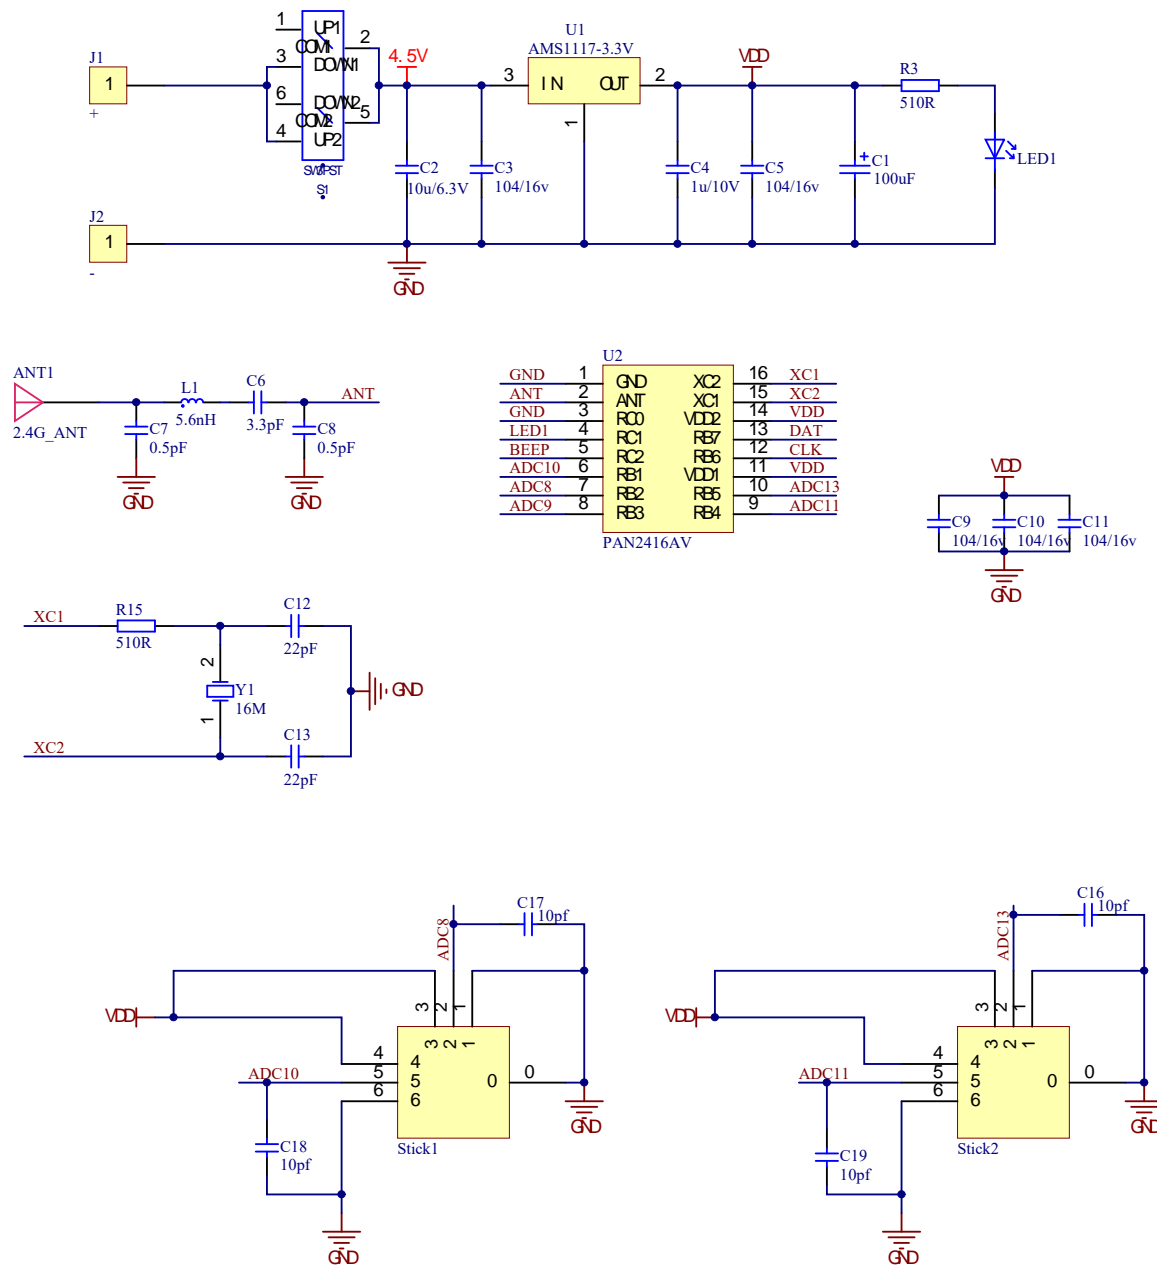 J1
1
+
1
UP1
COM1
2
3
DOWN1
6
DOWN2
COM2
5
4
UP2
SW3PST
S1
4.5V
U1
AMS1117-3.3V
3
IN
OUT
2
1
VDD
R3
510R
LED1
C2
10u/6.3V
C3
104/16v
C4
1u/10V
C5
104/16v
C1
100uF
+
J2
1
-
GND
ANT1
2.4G_ANT
L1
5.6nH
C6
3.3pF
ANT
C7
0.5pF
C8
0.5pF
GND
GND
U2
GND 1 GND XC2 16 XC1
ANT 2 ANT XC1 15 XC2
GND 3 RC0 VDD2 14 VDD
LED1 4 RC1 RB7 13 DAT
BEEP 5 RC2 RB6 12 CLK
ADC10 6 RB1 VDD1 11 VDD
ADC8 7 RB2 RB5 10 ADC13
ADC9 8 RB3 RB4 9 ADC11
PAN2416AV
VDD
C9
104/16v
C10
104/16v
C11
104/16v
GND
XC1
R15
510R
C12
22pF
2
Y1
16M
1
GND
XC2
C13
22pF
C17
10pf
ADC8
3 2 1
VDD
3 2 1
4 4
ADC10 5 5
6 6
0 0
Stick1
C18
10pf
GND
GND
C16
10pf
ADC13
3 2 1
VDD
3 2 1
4 4
ADC11 5 5
6 6
0 0
Stick2
C19
10pf
GND
GND